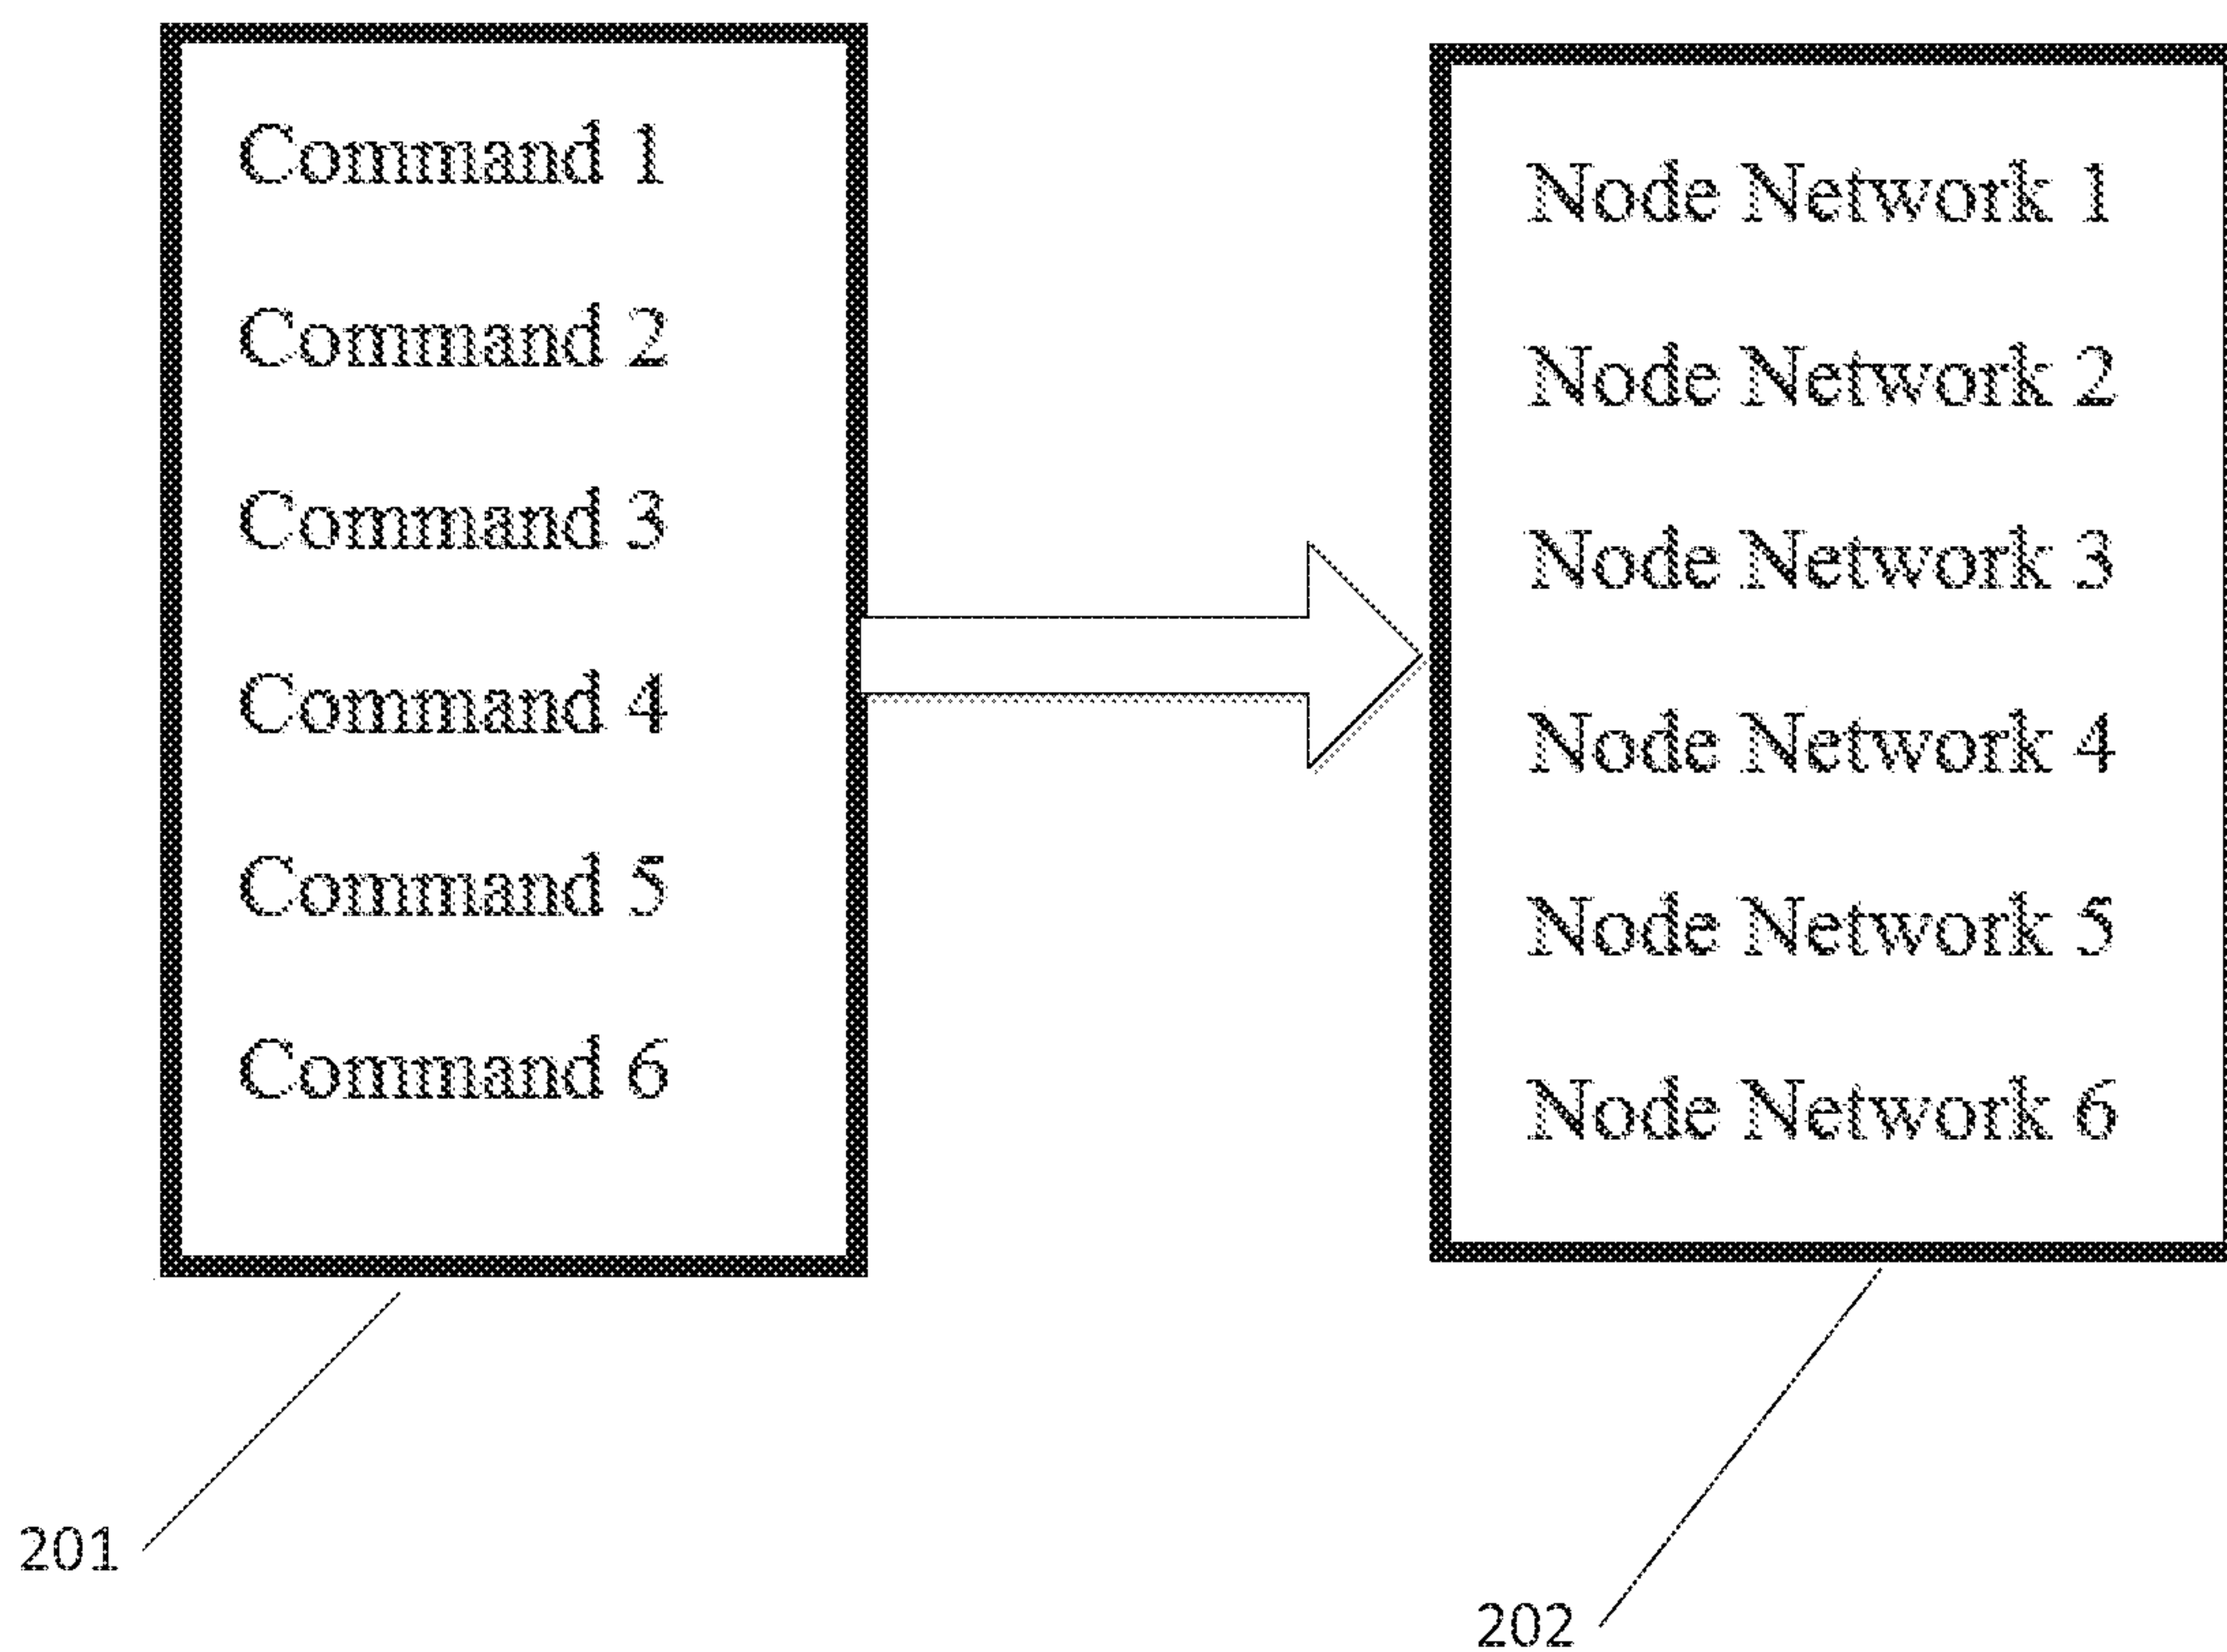 Command 1
Command 2
Command 3
Command 4
Command 5
Command 6
Node Network 1
Node Network 2
Node Network 3
Node Network 4
Node Network 5
Node Network 6
201
202